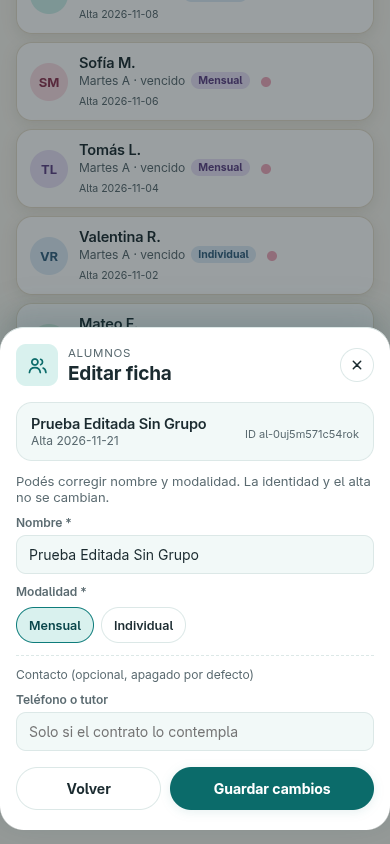 Alta 2026-11-08
Sofía M.
SM
Martes A · vencido Mensual
Alta 2026-11-06
Tomás L.
TL
Martes A · vencido Mensual
Alta 2026-11-04
Valentina R.
VR
Martes A · vencido Individual
Alta 2026-11-02
Mateo F.
ALUMNOS
Editar ficha
Prueba Editada Sin Grupo
Alta 2026-11-21
ID al-0uj5m571c54rok
Podés corregir nombre y modalidad. La identidad y el alta
no se cambian.
Nombre *
Prueba Editada Sin Grupo
Modalidad *
Mensual Individual
Contacto (opcional, apagado por defecto)
Teléfono o tutor
Solo si el contrato lo contempla
Volver Guardar cambios